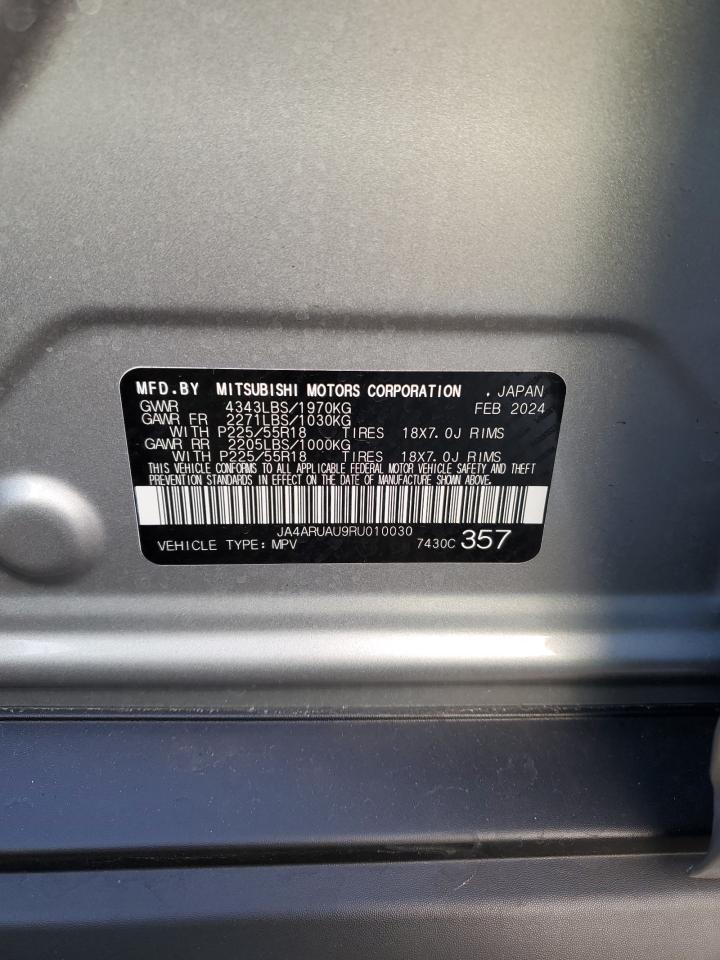 MFD.BY MITSUBISHI MOTORS CORPORATION . JAPAN
GVWR 4343LBS/1970KG FEB 2024
GAWR FR 2271LBS/1030KG
WITH P225/55R18 TIRES 18X7.0J RIMS
GAWR RR 2205LBS/1000KG
WITH P225/55R18 TIRES 18X7.0J RIMS
THIS VEHICLE CONFORMS TO ALL APPLICABLE FEDERAL MOTOR VEHICLE SAFETY AND THEFT
PREVENTION STANDARDS IN EFFECT ON THE DATE OF MANUFACTURE SHOWN ABOVE.
JA4ARUAU9RU010030
VEHICLE TYPE: MPV 7430C 357